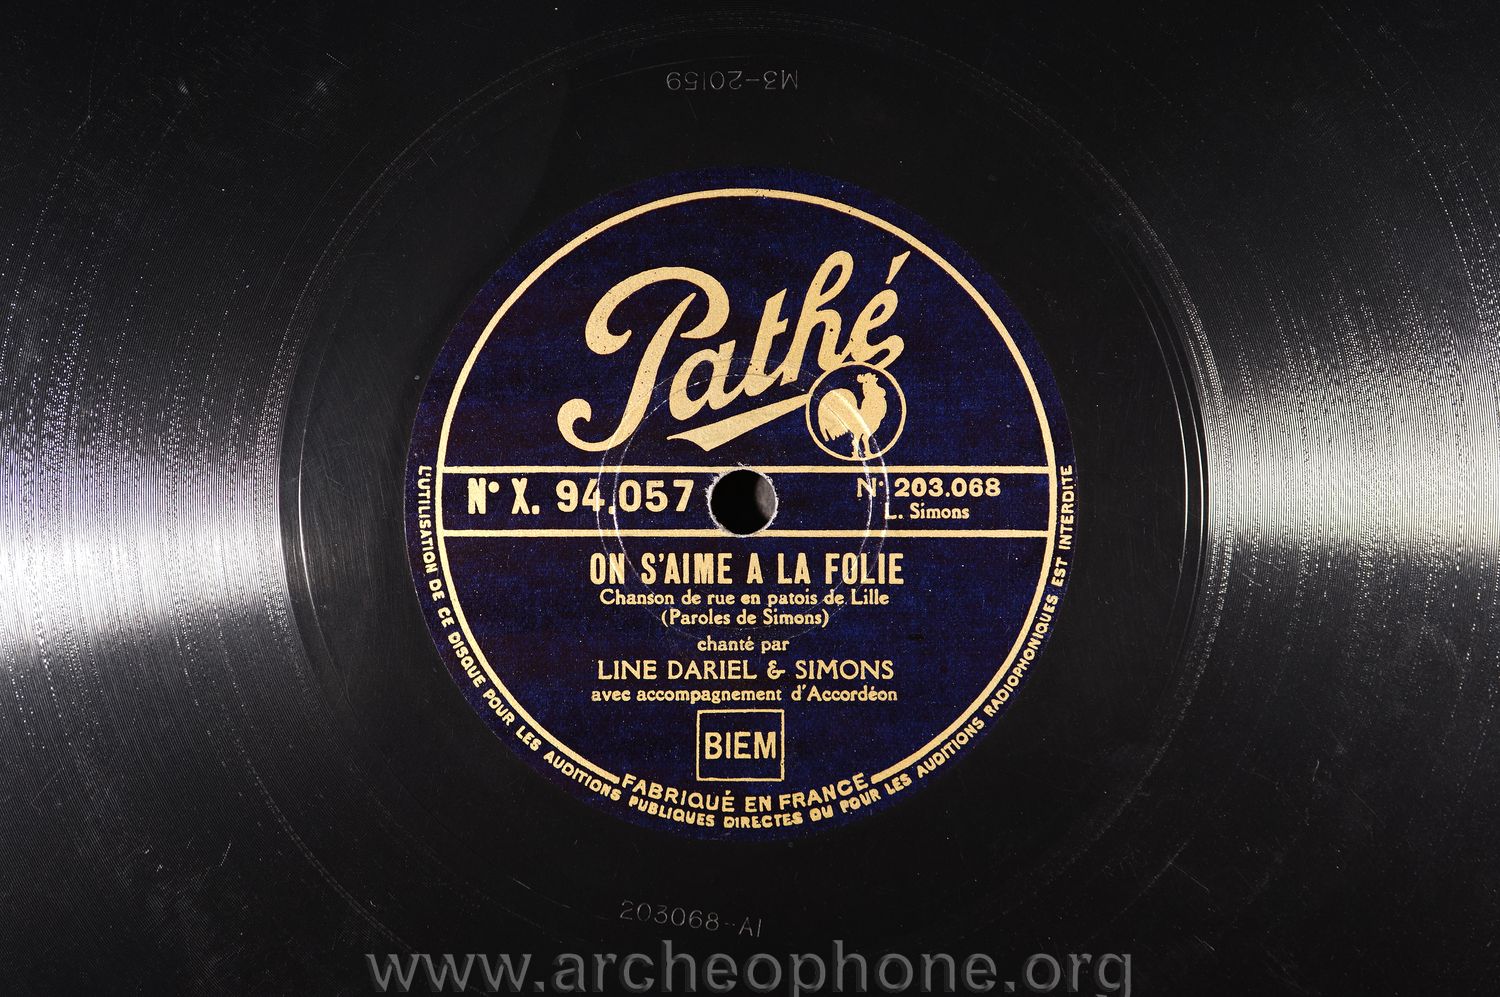 M3-20159
Pathé
N° X. 94.057
N° 203.068
L. Simons
ON S'AIME A LA FOLIE
Chanson de rue en patois de Lille
(Paroles de Simons)
chanté par
LINE DARIEL & SIMONS
avec accompagnement d'Accordéon
BIEM
FABRIQUÉ EN FRANCE
L'UTILISATION DE CE DISQUE POUR LES AUDITIONS PUBLIQUES DIRECTES OU POUR LES AUDITIONS RADIOPHONIQUES EST INTERDITE
203068-A1
www.archeophone.org